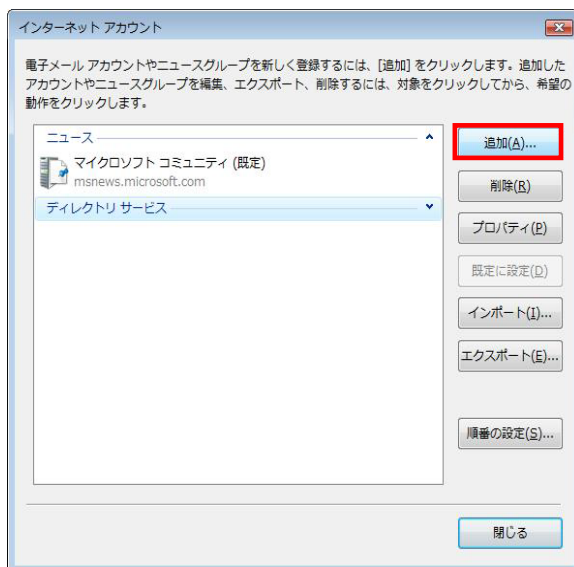 インターネット アカウント
電子メール アカウントやニュースグループを新しく登録するには、[追加] をクリックします。追加した
アカウントやニュースグループを編集、エクスポート、削除するには、対象をクリックしてから、希望の
動作をクリックします。
ニュース
マイクロソフト コミュニティ (既定)
msnews.microsoft.com
ディレクトリ サービス
追加(A)...
削除(R)
プロパティ(P)
既定に設定(D)
インポート(I)...
エクスポート(E)...
順番の設定(S)...
閉じる